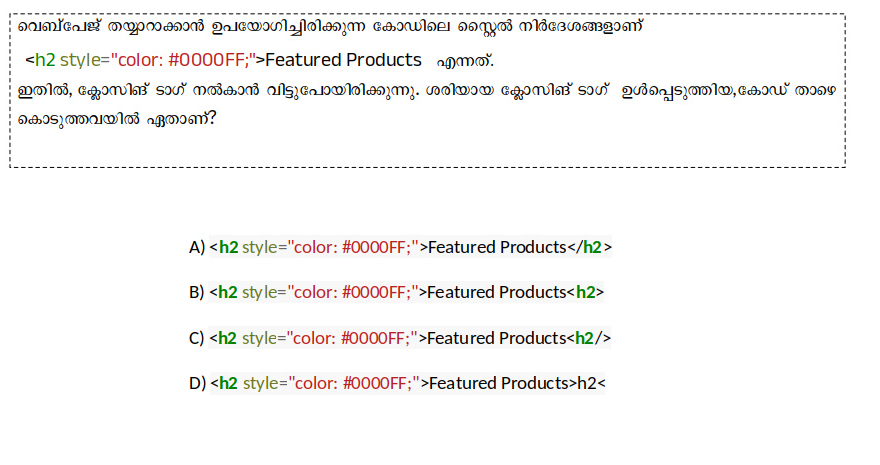 വെബ്പേജ് തയ്യാറാക്കാൻ ഉപയോഗിച്ചിരിക്കുന്ന കോഡിലെ സ്റ്റൈൽ നിർദേശങ്ങളാണ്
<h2 style="color: #0000FF;">Featured Products എന്നത്.
ഇതിൽ, ക്ലോസിങ് ടാഗ് നൽകാൻ വിട്ടുപോയിരിക്കുന്നു. ശരിയായ ക്ലോസിങ് ടാഗ് ഉൾപ്പെടുത്തിയ,കോഡ് താഴെ
കൊടുത്തവയിൽ ഏതാണ്?
A) <h2 style="color: #0000FF;">Featured Products</h2>
B) <h2 style="color: #0000FF;">Featured Products<h2>
C) <h2 style="color: #0000FF;">Featured Products<h2/>
D) <h2 style="color: #0000FF;">Featured Products>h2<